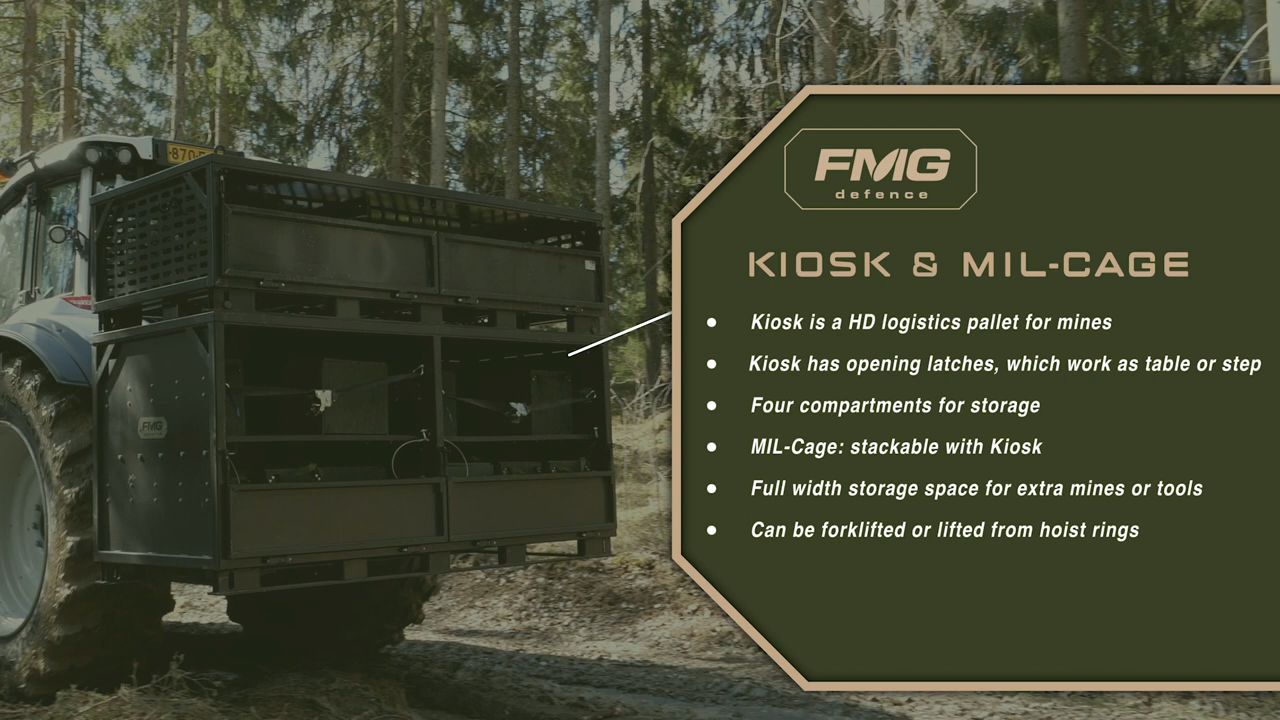 870-
FMG
defence
KIOSK & MIL-CAGE
Kiosk is a HD logistics pallet for mines
Kiosk has opening latches, which work as table or step
Four compartments for storage
MIL-Cage: stackable with Kiosk
Full width storage space for extra mines or tools
Can be forklifted or lifted from hoist rings
FMG